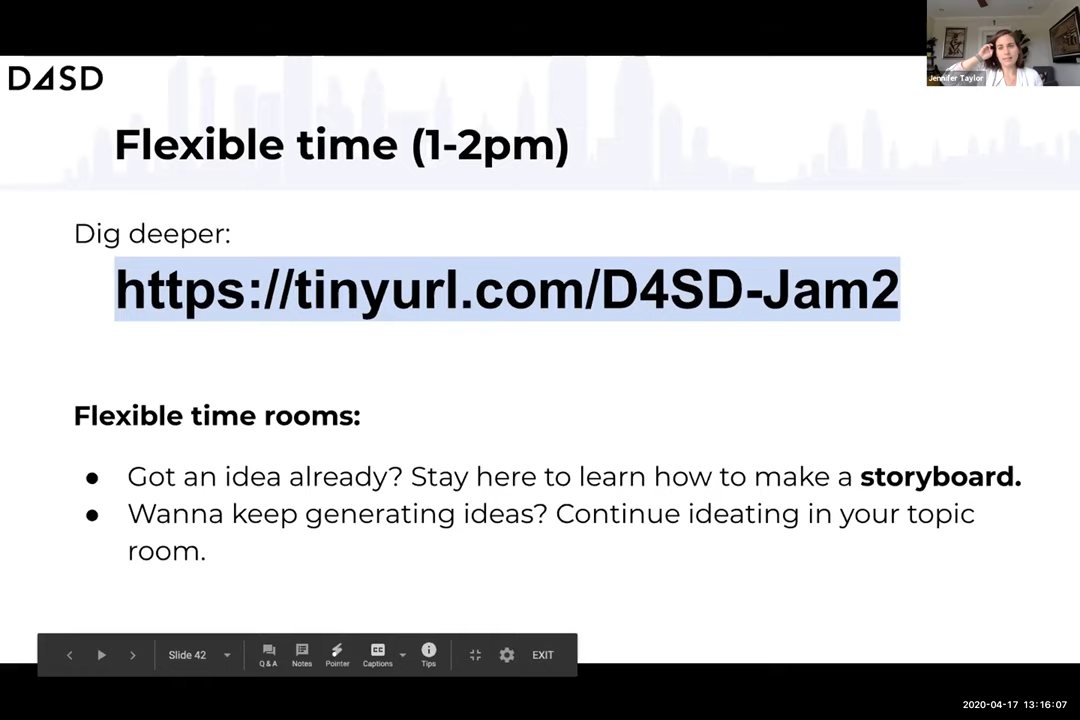 D4SD
Jennifer Taylor
Flexible time (1-2pm)
Dig deeper:
https://tinyurl.com/D4SD-Jam2
Flexible time rooms:
● Got an idea already? Stay here to learn how to make a storyboard.
● Wanna keep generating ideas? Continue ideating in your topic
room.
Slide 42
Q & A
Notes
Pointer
CC
Captions
Tips
EXIT
2020-04-17 13:16:07